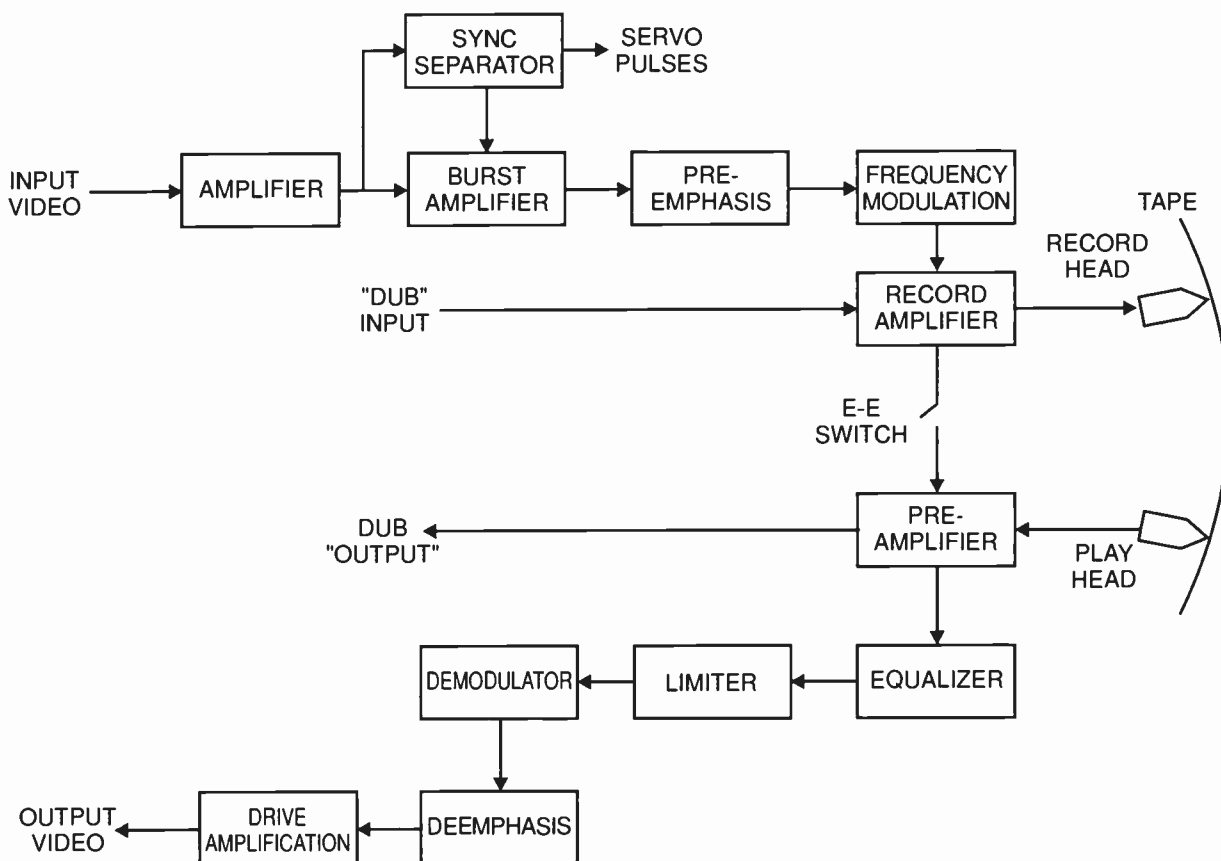 SYNC
SEPARATOR
SERVO
PULSES
INPUT
VIDEO
AMPLIFIER
BURST
AMPLIFIER
PRE-
EMPHASIS
FREQUENCY
MODULATION
TAPE
RECORD
HEAD
"DUB"
INPUT
RECORD
AMPLIFIER
E-E
SWITCH
DUB
"OUTPUT"
PRE-
AMPLIFIER
PLAY
HEAD
DEMODULATOR
LIMITER
EQUALIZER
OUTPUT
VIDEO
DRIVE
AMPLIFICATION
DEEMPHASIS